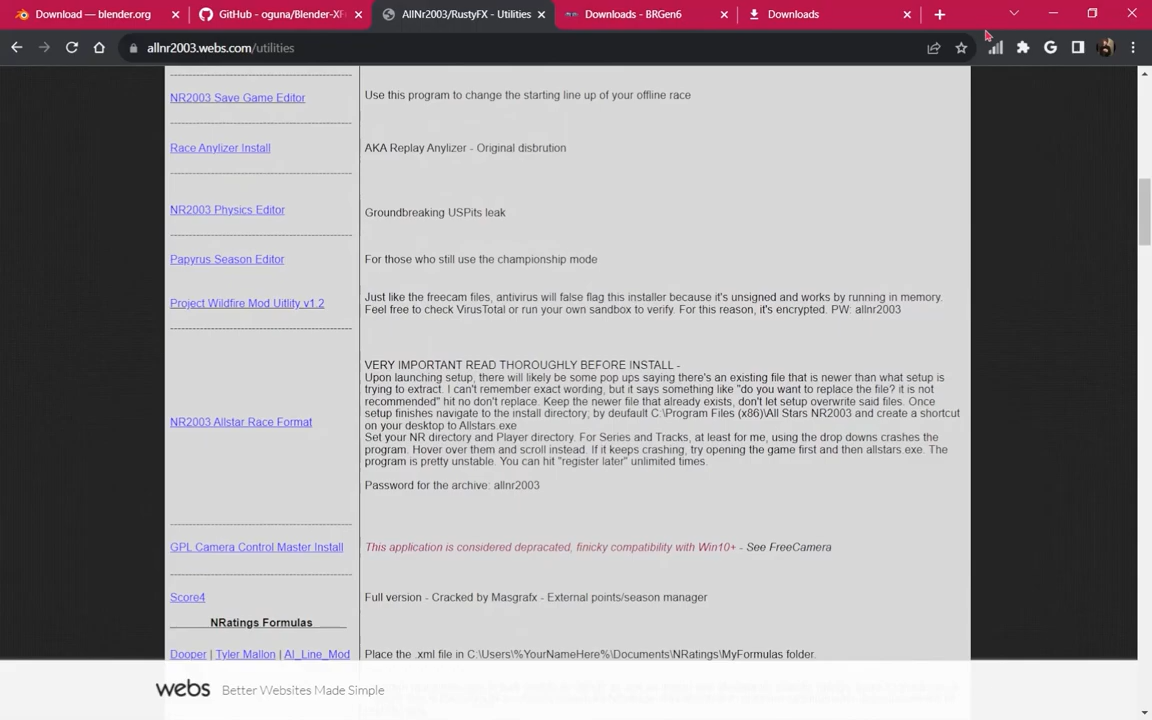 Download — blender.org
GitHub - oguna/Blender-XF
AllNr2003/RustyFX - Utilities
Downloads - BRGen6
Downloads
allnr2003.webs.com/utilities
NR2003 Save Game Editor
Use this program to change the starting line up of your offline race
Race Anylizer Install
AKA Replay Anylizer - Original disbrution
NR2003 Physics Editor
Groundbreaking USPits leak
Papyrus Season Editor
For those who still use the championship mode
Project Wildfire Mod Uitlity v1.2
Just like the freecam files, antivirus will false flag this installer because it's unsigned and works by running in memory.
Feel free to check VirusTotal or run your own sandbox to verify. For this reason, it's encrypted. PW: allnr2003
NR2003 Allstar Race Format
VERY IMPORTANT READ THOROUGHLY BEFORE INSTALL -
Upon launching setup, there will likely be some pop ups saying there's an existing file that is newer than what setup is
trying to extract. I can't remember exact wording, but it says something like "do you want to replace the file? it is not
recommended" hit no don't replace. Keep the newer file that already exists, don't let setup overwrite said files. Once
setup finishes navigate to the install directory; by deufault C:\Program Files (x86)\All Stars NR2003 and create a shortcut
on your desktop to Allstars.exe
Set your NR directory and Player directory. For Series and Tracks, at least for me, using the drop downs crashes the
program. Hover over them and scroll instead. If it keeps crashing, try opening the game first and then allstars.exe. The
program is pretty unstable. You can hit "register later" unlimited times.
Password for the archive: allnr2003
GPL Camera Control Master Install
This application is considered depracated, finicky compatibility with Win10+ - See FreeCamera
Score4
Full version - Cracked by Masgrafx - External points/season manager
NRatings Formulas
Dooper | Tyler Mallon | AI_Line_Mod
Place the .xml file in C:\Users\%YourNameHere%\Documents\NRatings\MyFormulas folder.
webs Better Websites Made Simple